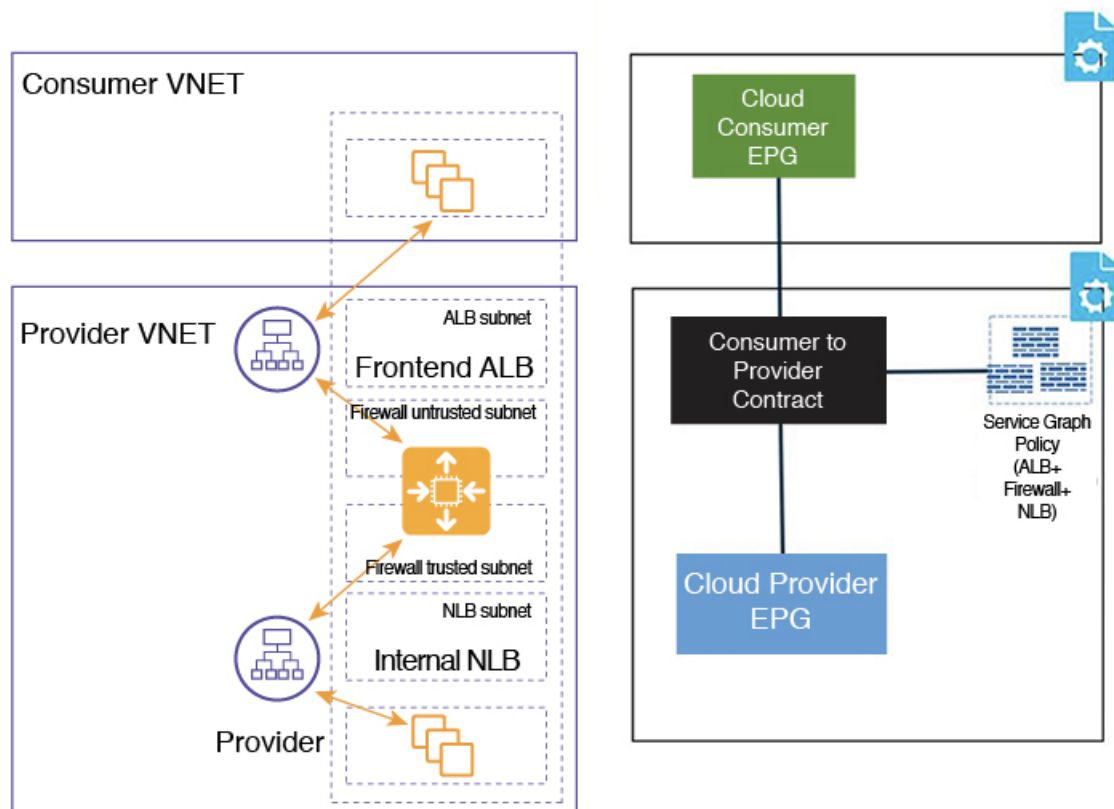 Consumer VNET
Provider VNET
ALB subnet
Frontend ALB
Firewall untrusted subnet
Firewall trusted subnet
NLB subnet
Internal NLB
Provider
Cloud
Consumer
EPG
Consumer to
Provider
Contract
Service Graph
Policy
(ALB+
Firewall+
NLB)
Cloud Provider
EPG